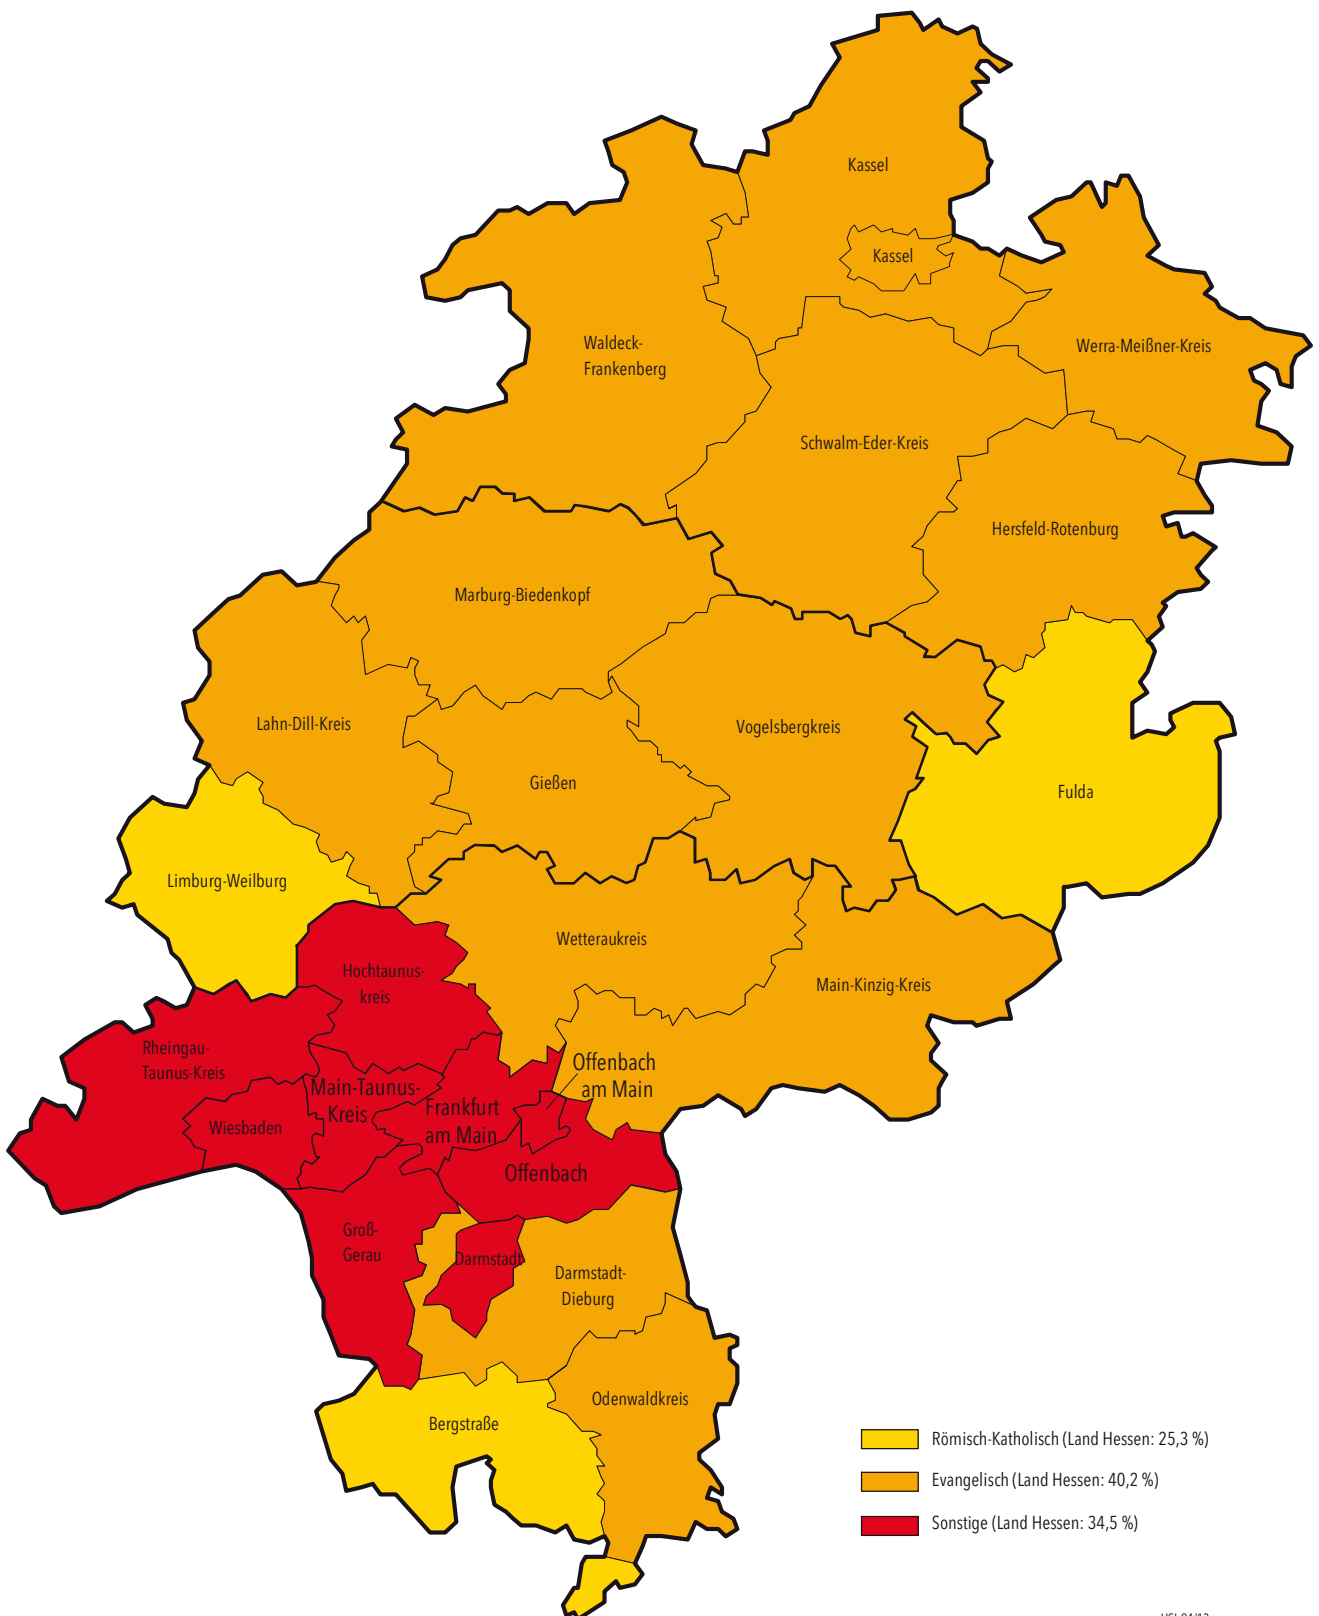 Kassel
Kassel
Waldeck-
Frankenberg
Werra-Meißner-Kreis
Schwalm-Eder-Kreis
Hersfeld-Rotenburg
Marburg-Biedenkopf
Lahn-Dill-Kreis
Vogelsbergkreis
Gießen
Fulda
Limburg-Weilburg
Wetteraukreis
Hochtaunus-
kreis
Main-Kinzig-Kreis
Rheingau-
Taunus-Kreis
Offenbach
am Main
Main-Taunus-
Kreis
Frankfurt
am Main
Wiesbaden
Offenbach
Groß-
Gerau
Darmstadt
Darmstadt-
Dieburg
Odenwaldkreis
Bergstraße
Römisch-Katholisch (Land Hessen: 25,3 %)
Evangelisch (Land Hessen: 40,2 %)
Sonstige (Land Hessen: 34,5 %)